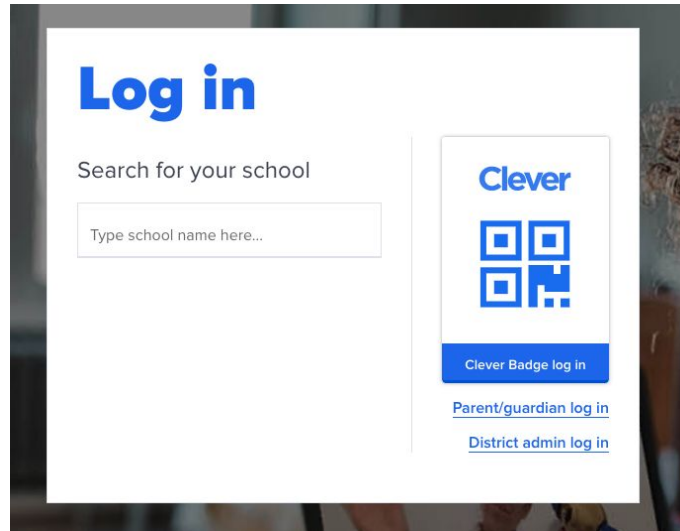 Log in
Search for your school
Type school name here...
Clever
Clever Badge log in
Parent/guardian log in
District admin log in